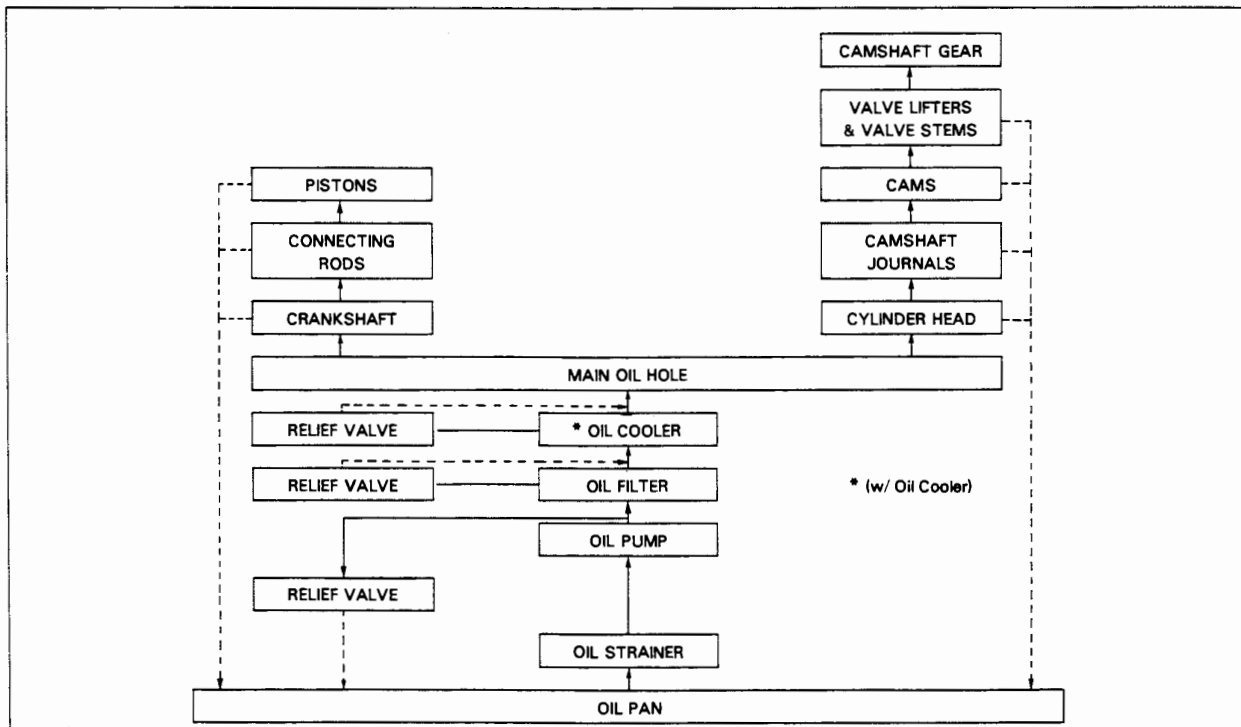 CAMSHAFT GEAR
VALVE LIFTERS
& VALVE STEMS
PISTONS
CAMS
CONNECTING
RODS
CAMSHAFT
JOURNALS
CRANKSHAFT
CYLINDER HEAD
MAIN OIL HOLE
RELIEF VALVE
* OIL COOLER
RELIEF VALVE
OIL FILTER
* (w/ Oil Cooler)
OIL PUMP
RELIEF VALVE
OIL STRAINER
OIL PAN